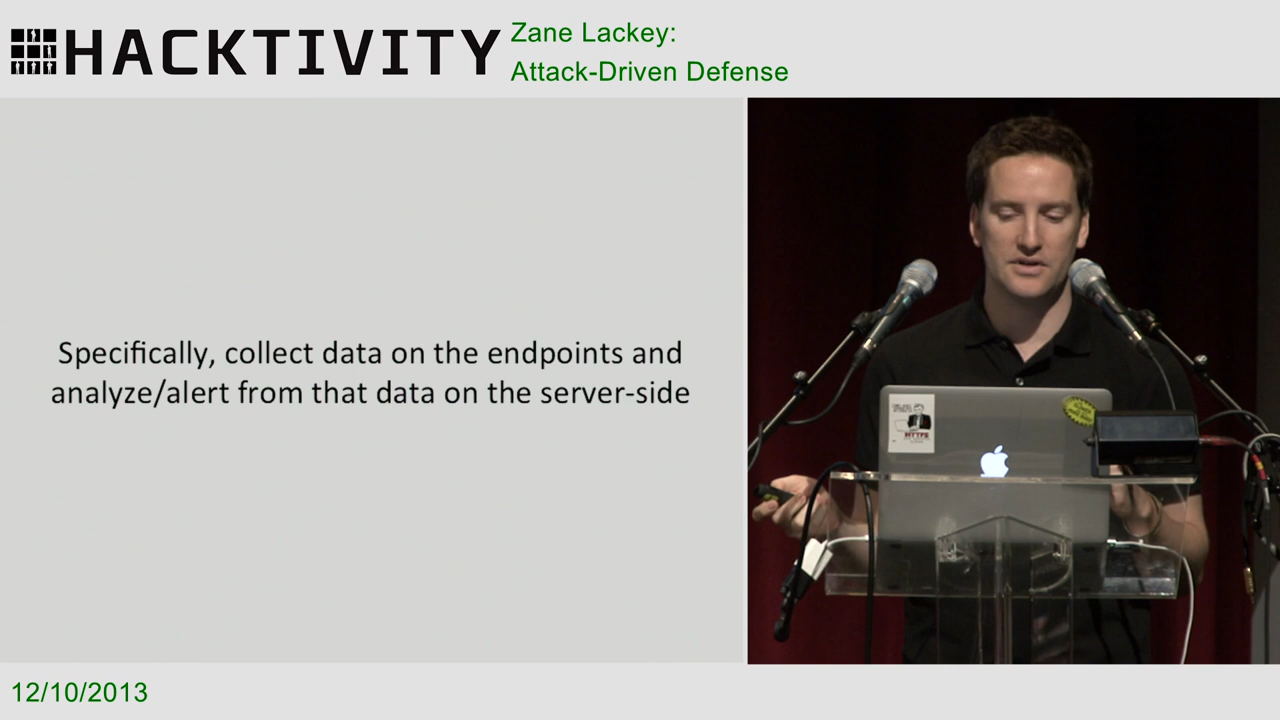 HACKTIVITY
Zane Lackey:
Attack-Driven Defense
Specifically, collect data on the endpoints and
analyze/alert from that data on the server-side
HTTPS
12/10/2013